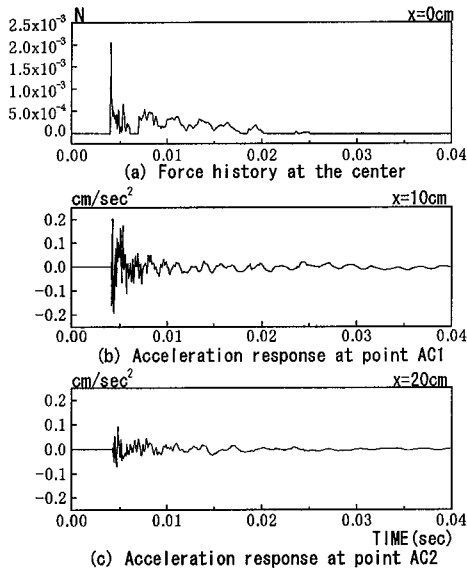 N x=0cm
2.5x10⁻³
2.0x10⁻³
1.5x10⁻³
1.0x10⁻³
5.0x10⁻⁴
0.0
0.00 0.01 0.02 0.03 0.04
(a) Force history at the center
cm/sec² x=10cm
0.2
0.1
0.0
-0.1
-0.2
0.00 0.01 0.02 0.03 0.04
(b) Acceleration response at point AC1
cm/sec² x=20cm
0.2
0.1
0.0
-0.1
-0.2
0.00 0.01 0.02 0.03 0.04
TIME(sec)
(c) Acceleration response at point AC2